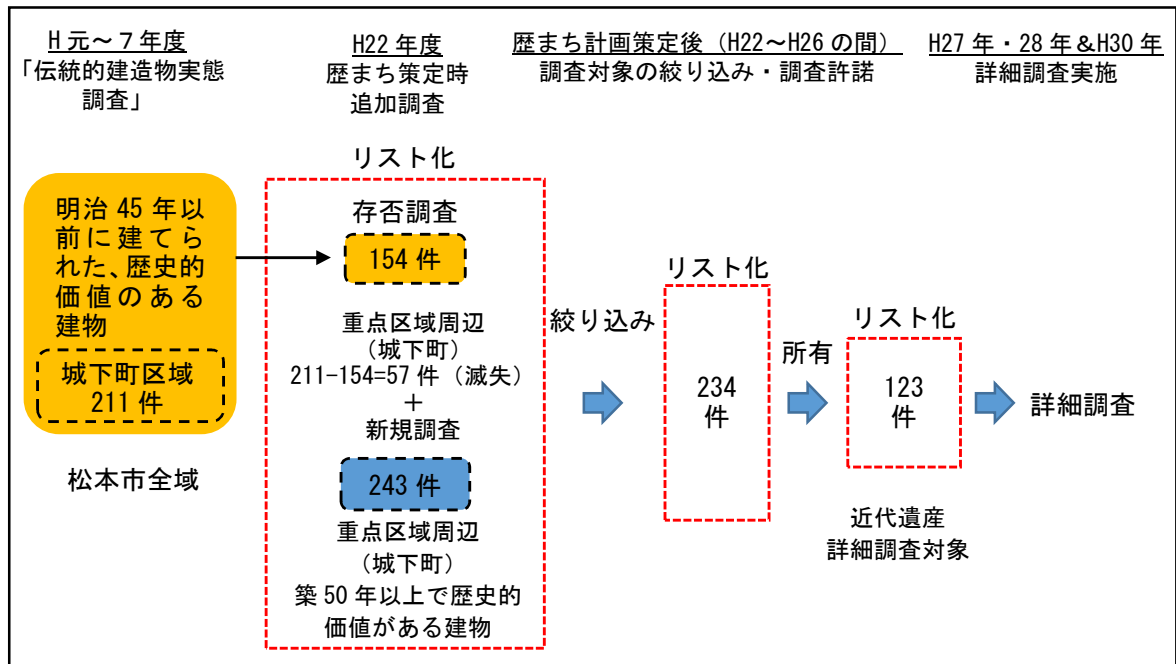 H元～7年度
「伝統的建造物実態
調査」
H22年度
歴まち策定時
追加調査
歴まち計画策定後（H22～H26の間）
調査対象の絞り込み・調査許諾
H27年・28年＆H30年
詳細調査実施
明治45年以
前に建てら
れた、歴史的
価値のある
建物
城下町区域
211件
松本市全域
リスト化
存否調査
154件
重点区域周辺
(城下町)
211−154=57件（滅失）
＋
新規調査
243件
重点区域周辺
（城下町）
築50年以上で歴史的
価値がある建物
絞り込み
リスト化
234
件
所有
リスト化
123
件
近代遺産
詳細調査対象
詳細調査